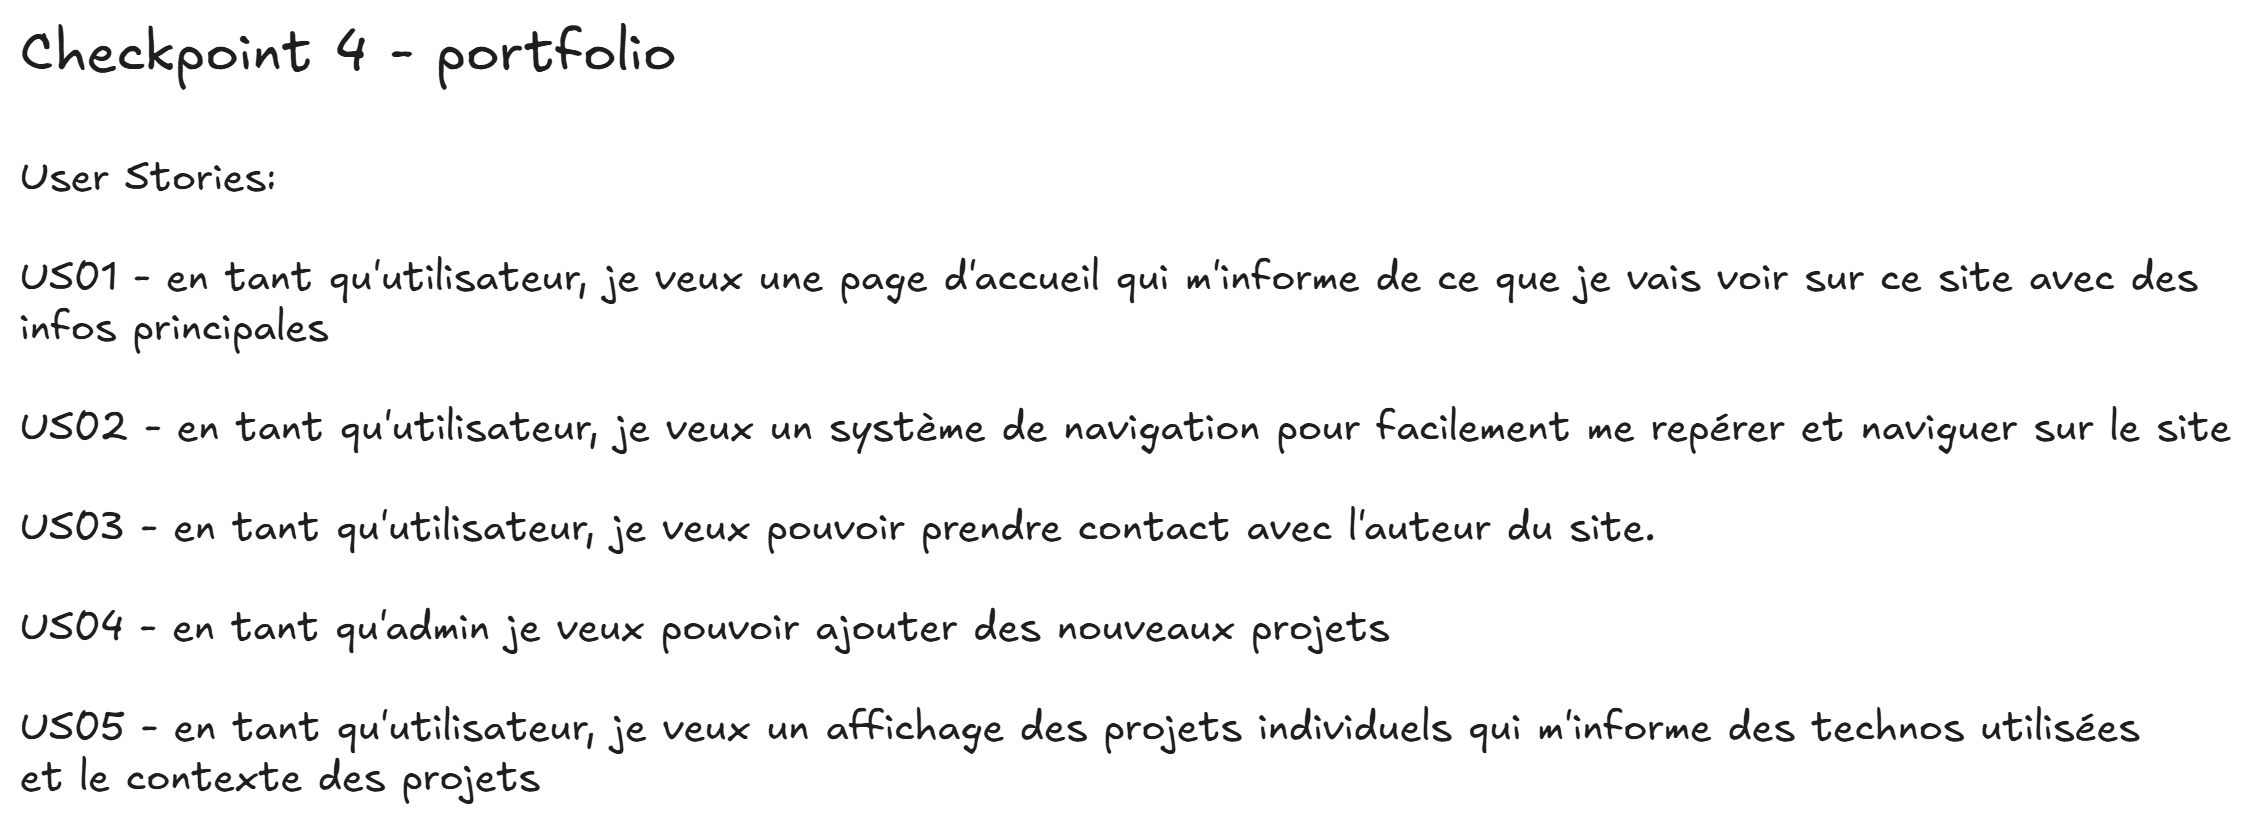 Checkpoint 4 - portfolio
User Stories:
US01 - en tant qu'utilisateur, je veux une page d'accueil qui m'informe de ce que je vais voir sur ce site avec des
infos principales
US02 - en tant qu'utilisateur, je veux un système de navigation pour facilement me repérer et naviguer sur le site
US03 - en tant qu'utilisateur, je veux pouvoir prendre contact avec l'auteur du site.
US04 - en tant qu'admin je veux pouvoir ajouter des nouveaux projets
US05 - en tant qu'utilisateur, je veux un affichage des projets individuels qui m'informe des technos utilisées
et le contexte des projets